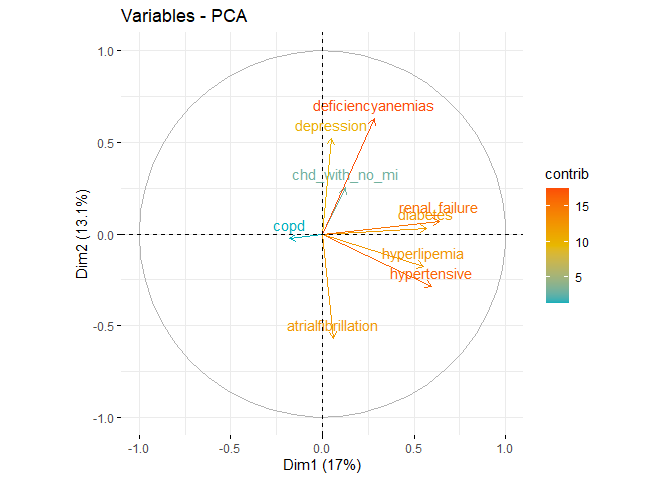 Variables - PCA
1.0
0.5
0.0
-0.5
-1.0
Dim2 (13.1%)
deficiencyanemias
depression
chd_with_no_mi
renal_failure
diabetes
copd
hyperlipemia
hypertensive
atrialfibrillation
-1.0 -0.5 0.0 0.5 1.0
Dim1 (17%)
contrib
15
10
5